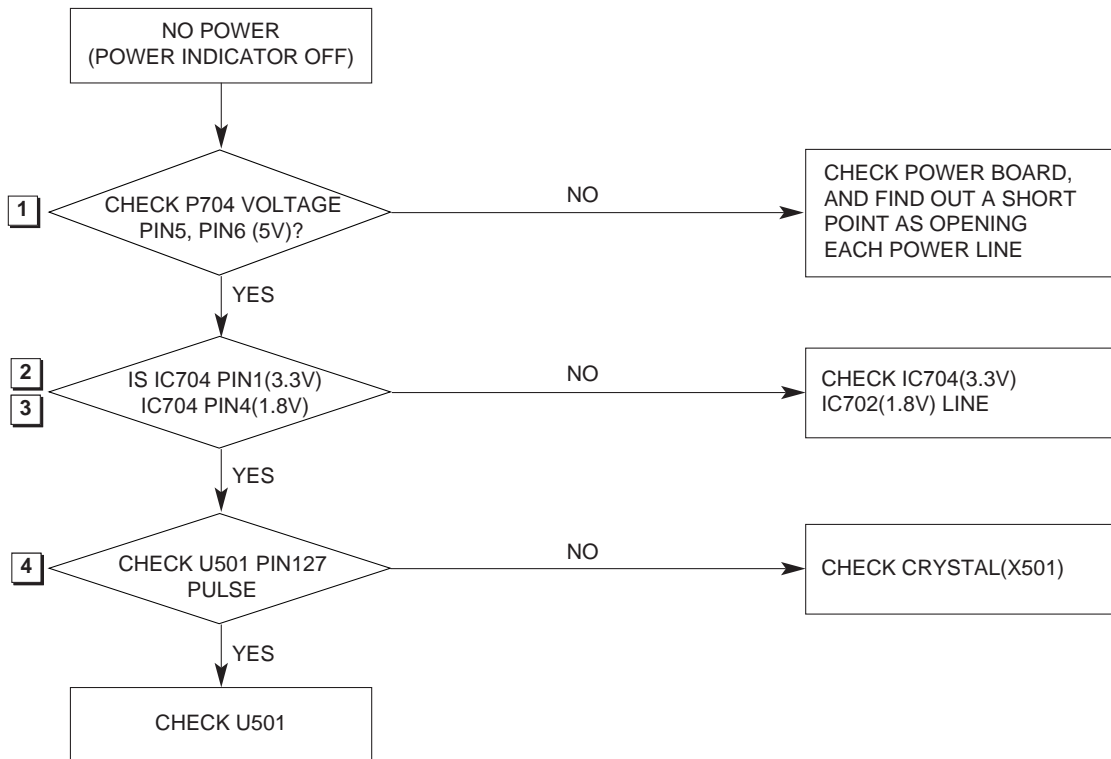 NO POWER
(POWER INDICATOR OFF)
1
CHECK P704 VOLTAGE
PIN5, PIN6 (5V)?
NO
CHECK POWER BOARD,
AND FIND OUT A SHORT
POINT AS OPENING
EACH POWER LINE
YES
2
3
IS IC704 PIN1(3.3V)
IC704 PIN4(1.8V)
NO
CHECK IC704(3.3V)
IC702(1.8V) LINE
YES
4
CHECK U501 PIN127
PULSE
NO
CHECK CRYSTAL(X501)
YES
CHECK U501